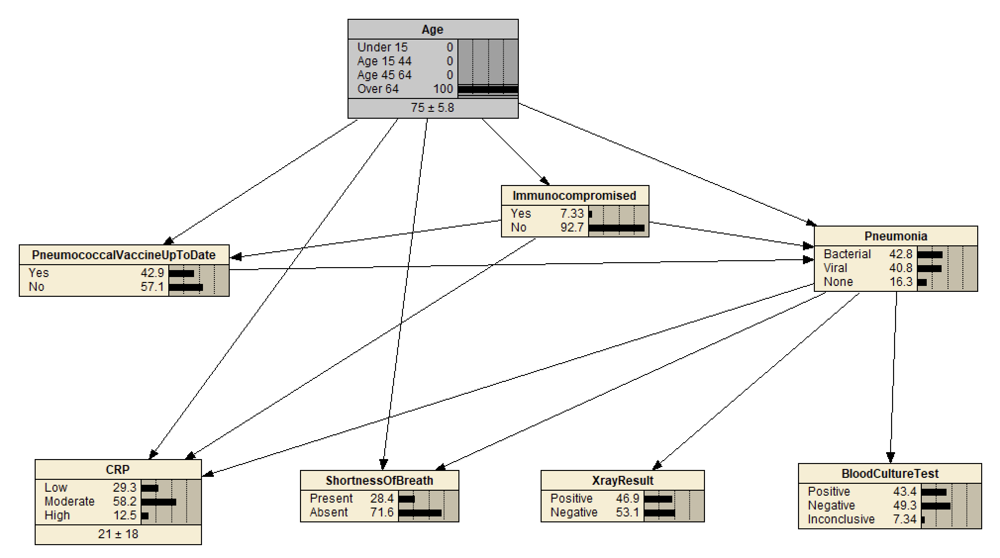 Age
Under 15 0
Age 15 44 0
Age 45 64 0
Over 64 100
75 ± 5.8
Immunocompromised
Yes 7.33
No 92.7
Pneumonia
Bacterial 42.8
Viral 40.8
None 16.3
PneumococcalVaccineUpToDate
Yes 42.9
No 57.1
CRP
Low 29.3
Moderate 58.2
High 12.5
21 ± 18
ShortnessOfBreath
Present 28.4
Absent 71.6
XrayResult
Positive 46.9
Negative 53.1
BloodCultureTest
Positive 43.4
Negative 49.3
Inconclusive 7.34